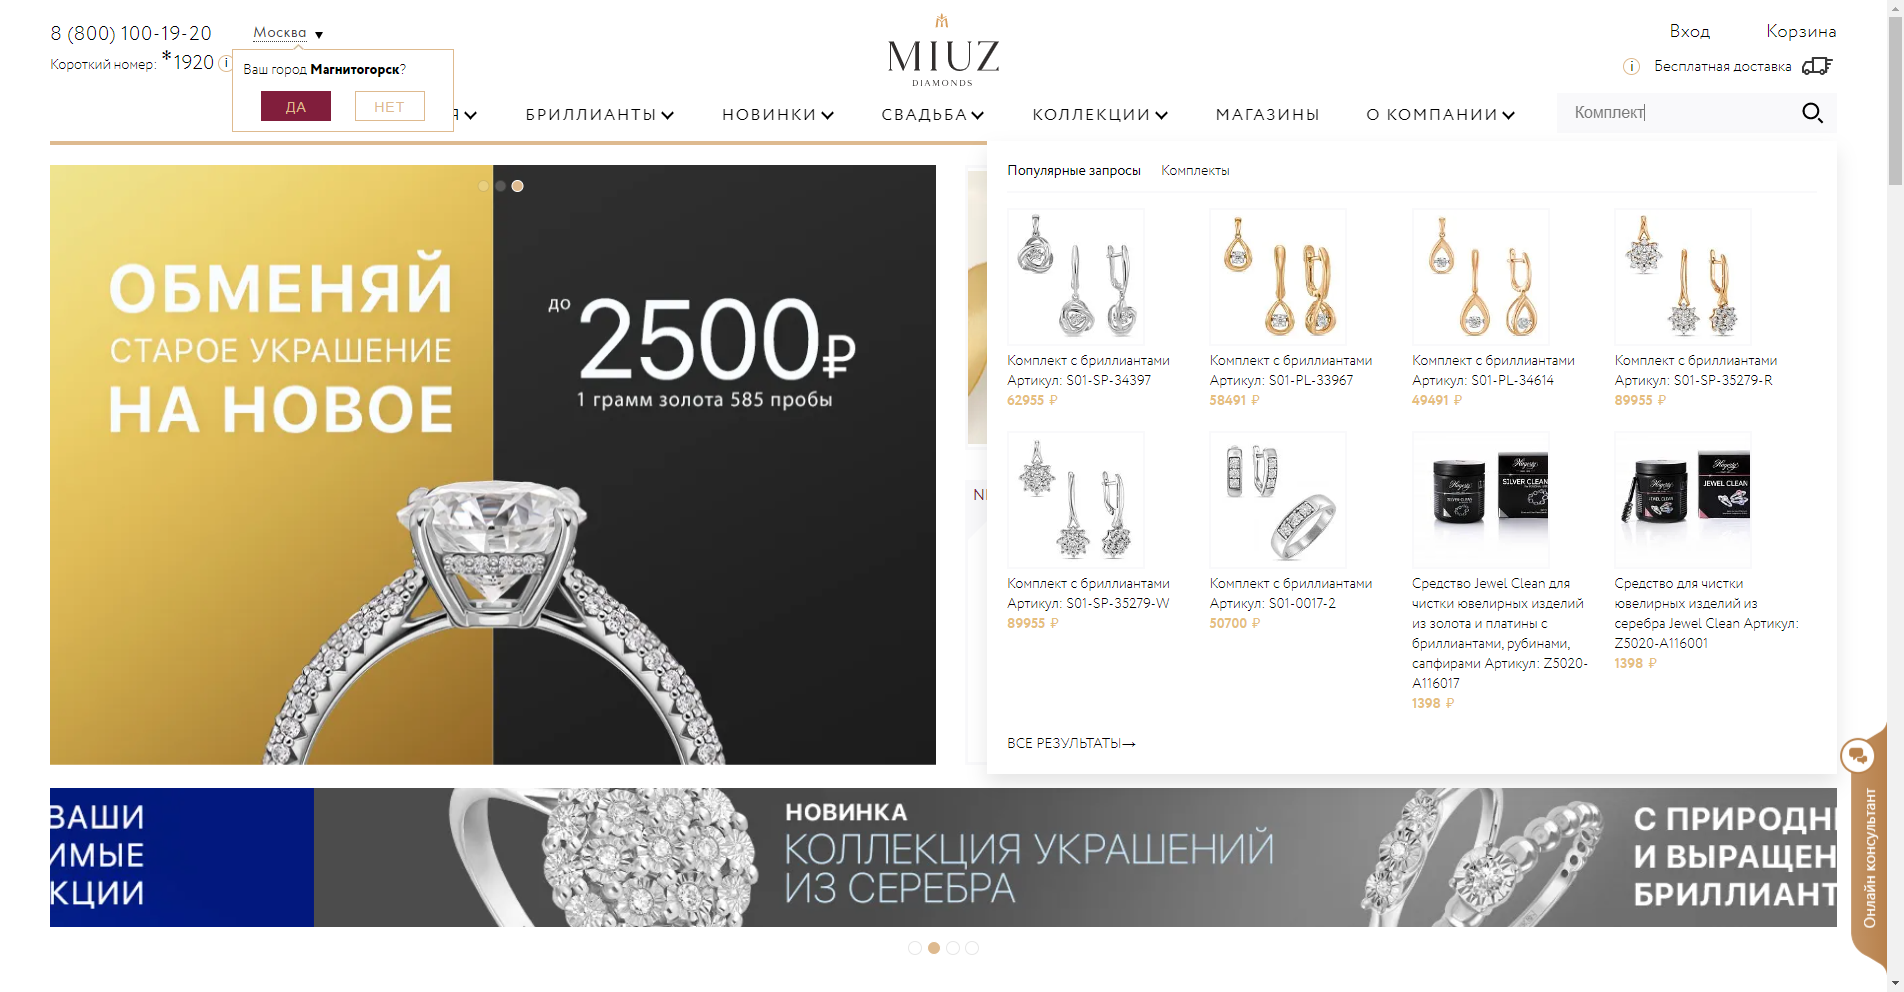 8 (800) 100-19-20
Москва ▼
Короткий номер: *1920 i
Ваш город Магнитогорск?
ДА
НЕТ
MIUZ
DIAMONDS
Вход
Корзина
i Бесплатная доставка
Я
БРИЛЛИАНТЫ
НОВИНКИ
СВАДЬБА
КОЛЛЕКЦИИ
МАГАЗИНЫ
О КОМПАНИИ
Комплект
ОБМЕНЯЙ
СТАРОЕ УКРАШЕНИЕ
НА НОВОЕ
до 2500₽
1 грамм золота 585 пробы
Популярные запросы
Комплекты
Комплект с бриллиантами
Артикул: S01-SP-34397
62955 ₽
Комплект с бриллиантами
Артикул: S01-PL-33967
58491 ₽
Комплект с бриллиантами
Артикул: S01-PL-34614
49491 ₽
Комплект с бриллиантами
Артикул: S01-SP-35279-R
89955 ₽
Комплект с бриллиантами
Артикул: S01-SP-35279-W
89955 ₽
Комплект с бриллиантами
Артикул: S01-0017-2
50700 ₽
Hagerty
SILVER CLEAN
Средство Jewel Clean для
чистки ювелирных изделий
из золота и платины с
бриллиантами, рубинами,
сапфирами Артикул: Z5020-
A116017
1398 ₽
Hagerty
JEWEL CLEAN
Средство для чистки
ювелирных изделий из
серебра Jewel Clean Артикул:
Z5020-A116001
1398 ₽
ВСЕ РЕЗУЛЬТАТЫ→
ВАШИ
ИМЫЕ
КЦИИ
НОВИНКА
КОЛЛЕКЦИЯ УКРАШЕНИЙ
ИЗ СЕРЕБРА
С ПРИРОДН
И ВЫРАЩЕН
БРИЛЛИАНТ
Онлайн консультант